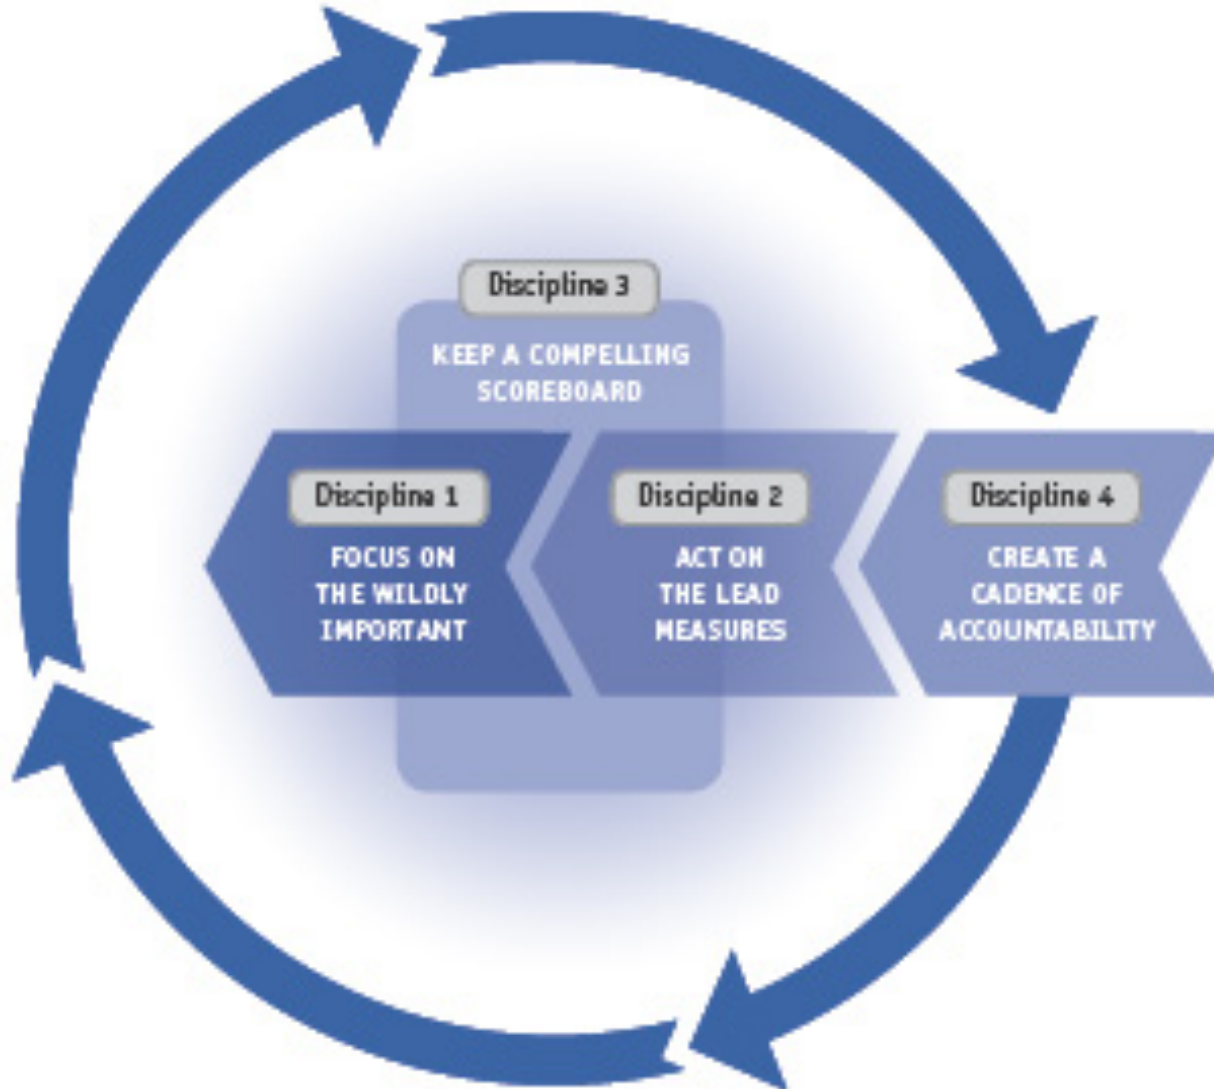 Discipline 3
KEEP A COMPELLING
SCOREBOARD
Discipline 1
FOCUS ON
THE WILDLY
IMPORTANT
Discipline 2
ACT ON
THE LEAD
MEASURES
Discipline 4
CREATE A
CADENCE OF
ACCOUNTABILITY